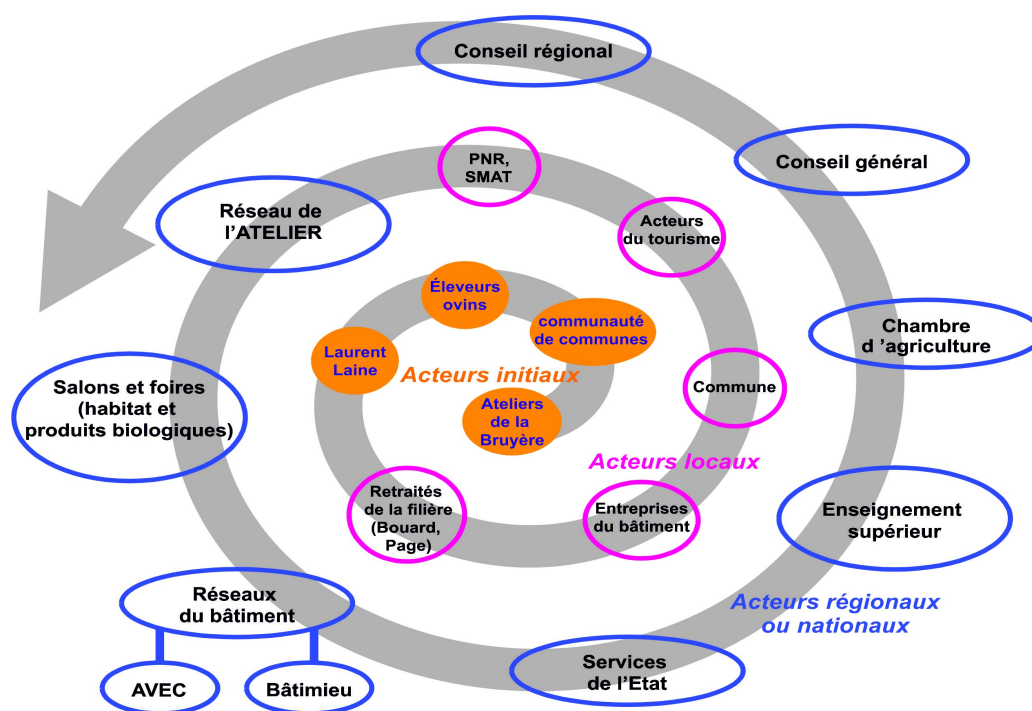 Conseil régional
Conseil général
PNR,
SMAT
Réseau de
l'ATELIER
Acteurs
du tourisme
Éleveurs
ovins
communauté
de communes
Laurent
Laine
Acteurs initiaux
Chambre
d 'agriculture
Commune
Salons et foires
(habitat et
produits biologiques)
Ateliers
de la
Bruyère
Acteurs locaux
Retraités
de la filière
(Bouard,
Page)
Entreprises
du bâtiment
Enseignement
supérieur
Réseaux
du bâtiment
Acteurs régionaux
ou nationaux
Services
de l'Etat
AVEC
Bâtimieu